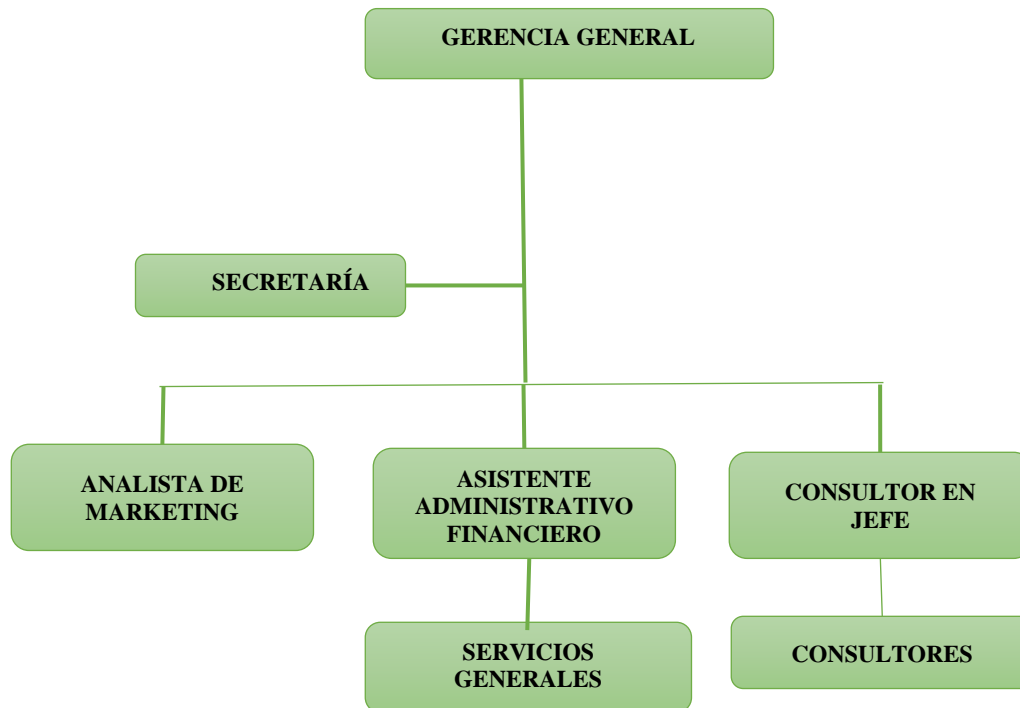 GERENCIA GENERAL
SECRETARÍA
ANALISTA DE
MARKETING
ASISTENTE
ADMINISTRATIVO
FINANCIERO
CONSULTOR EN
JEFE
SERVICIOS
GENERALES
CONSULTORES